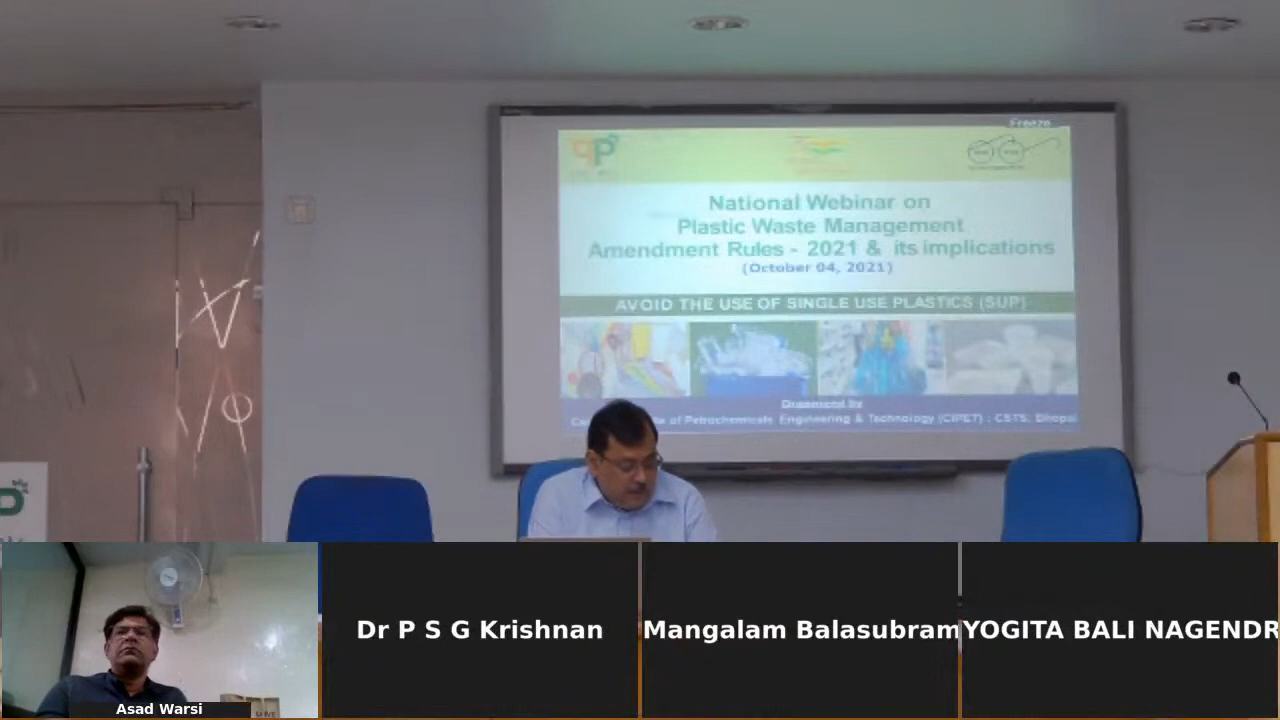 Freeze
National Webinar on
Plastic Waste Management
Amendment Rules - 2021 & its implications
(October 04, 2021)
AVOID THE USE OF SINGLE USE PLASTICS (SUP)
of Petrochemicals Engineering & Technology (CIPET) : CSTS, Bhopal
Dr P S G Krishnan
Mangalam Balasubram
YOGITA BALI NAGENDR
Asad Warsi